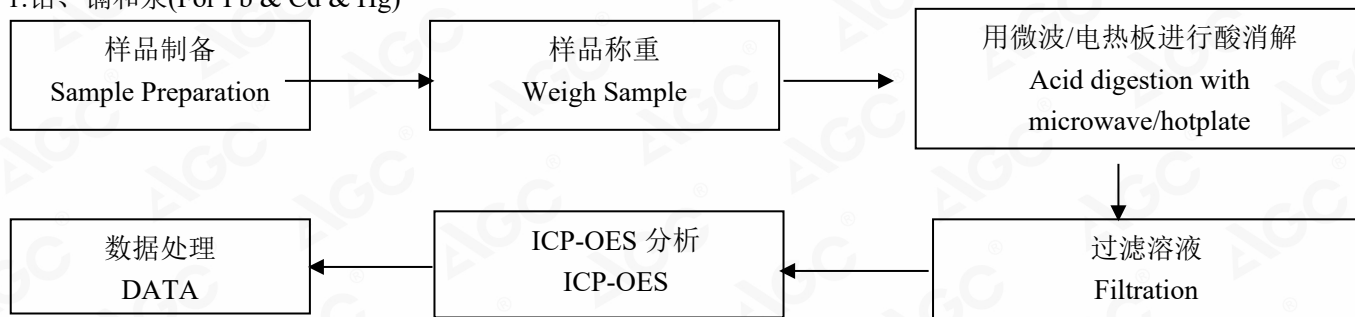 1.铅、镉和汞(For Pb & Cd & Hg)
样品制备
Sample Preparation
样品称重
Weigh Sample
用微波/电热板进行酸消解
Acid digestion with
microwave/hotplate
过滤溶液
Filtration
ICP-OES 分析
ICP-OES
数据处理
DATA